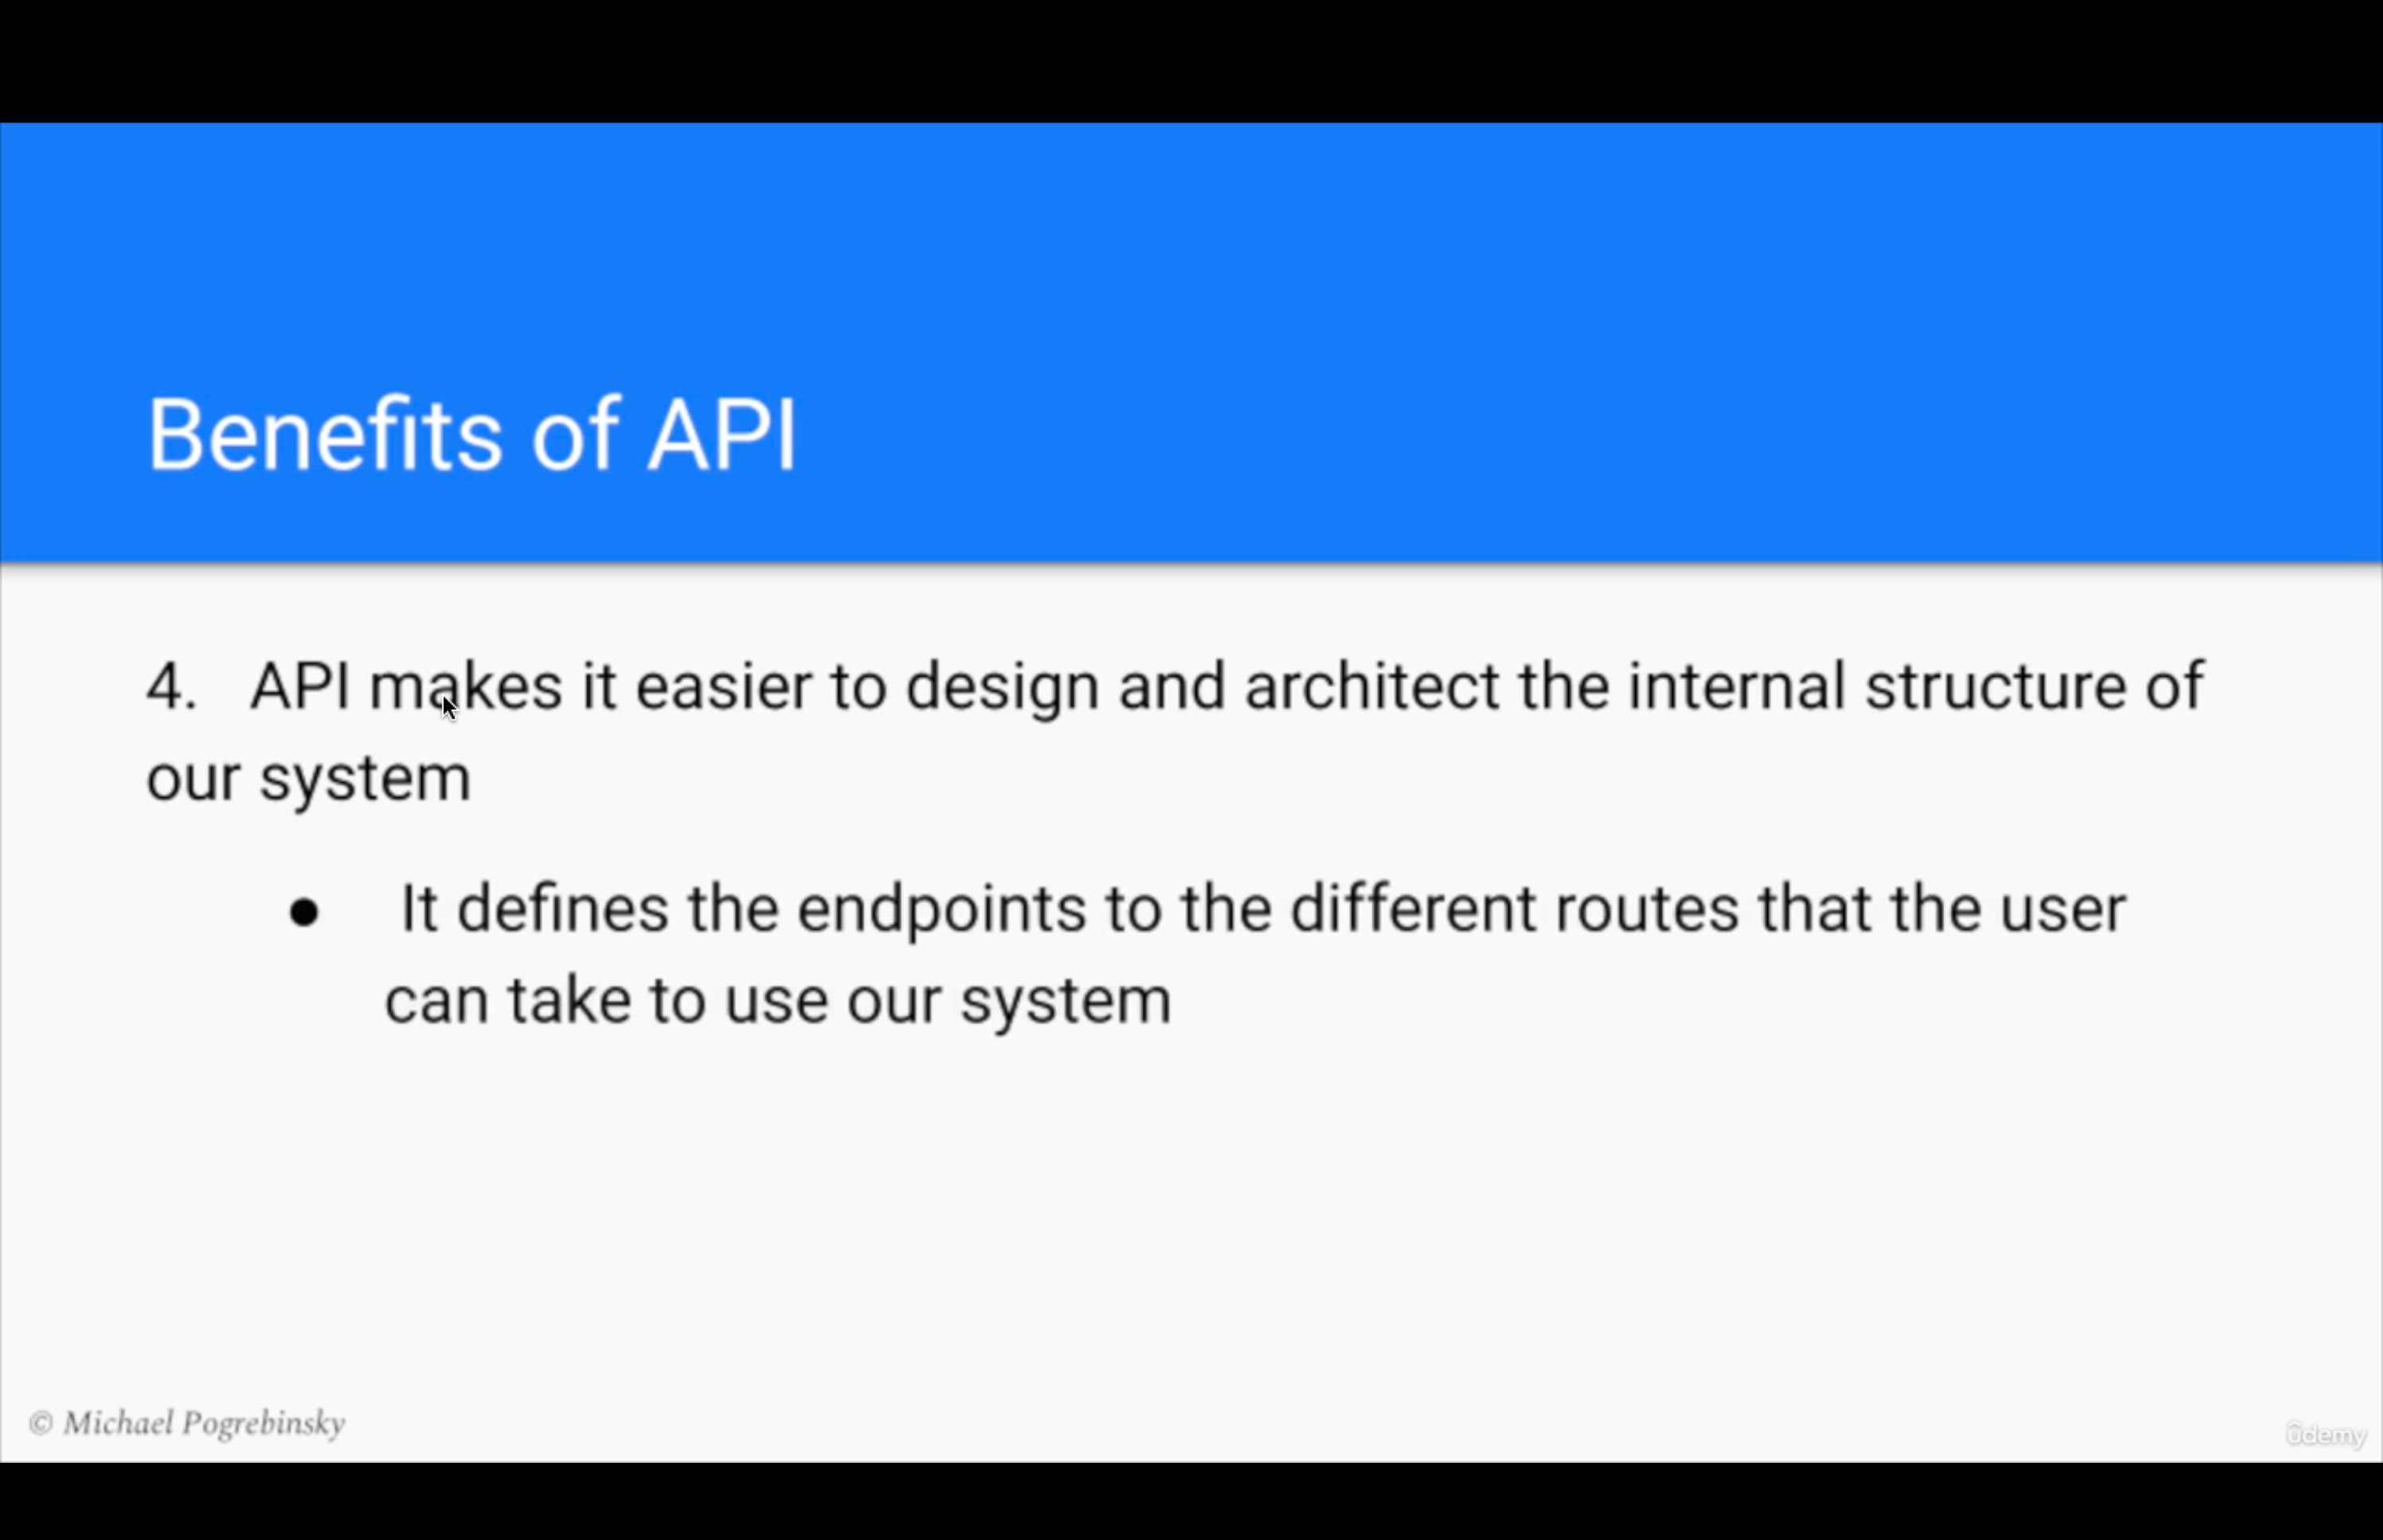 Benefits of API
4. API makes it easier to design and architect the internal structure of
our system
● It defines the endpoints to the different routes that the user
can take to use our system
© Michael Pogrebinsky
ûdemy